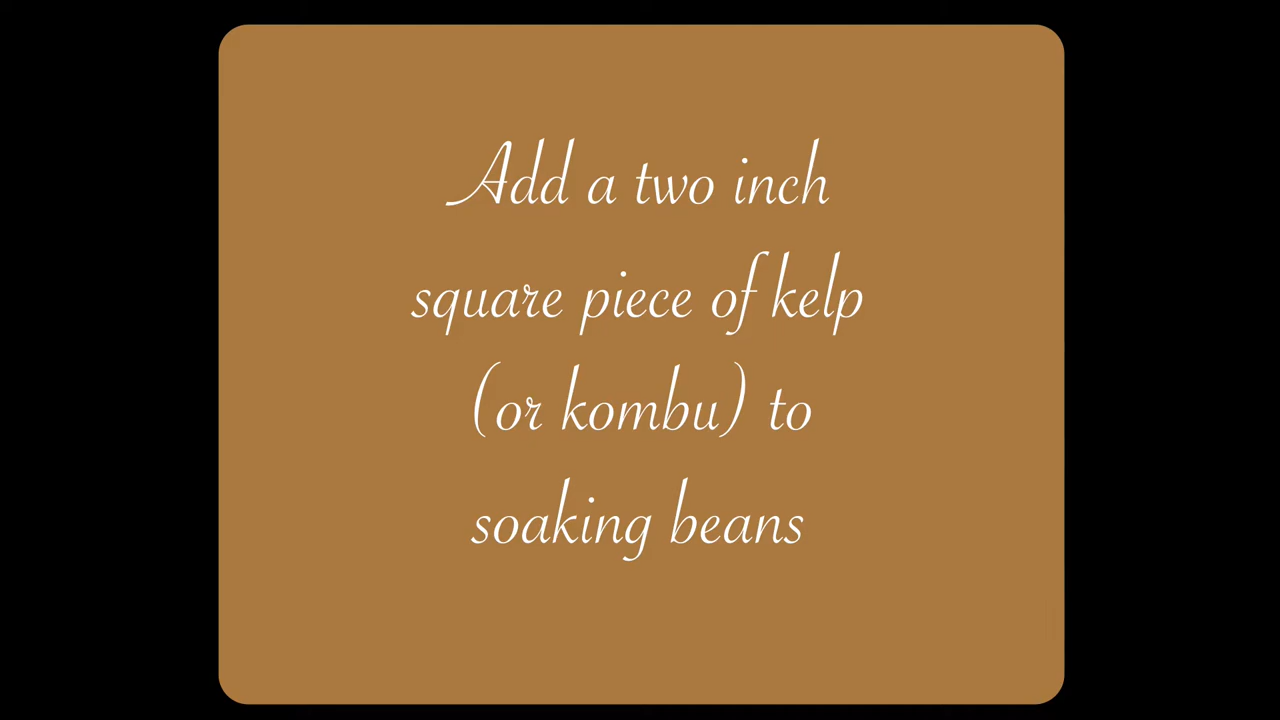 Add a two inch
square piece of kelp
(or kombu) to
soaking beans